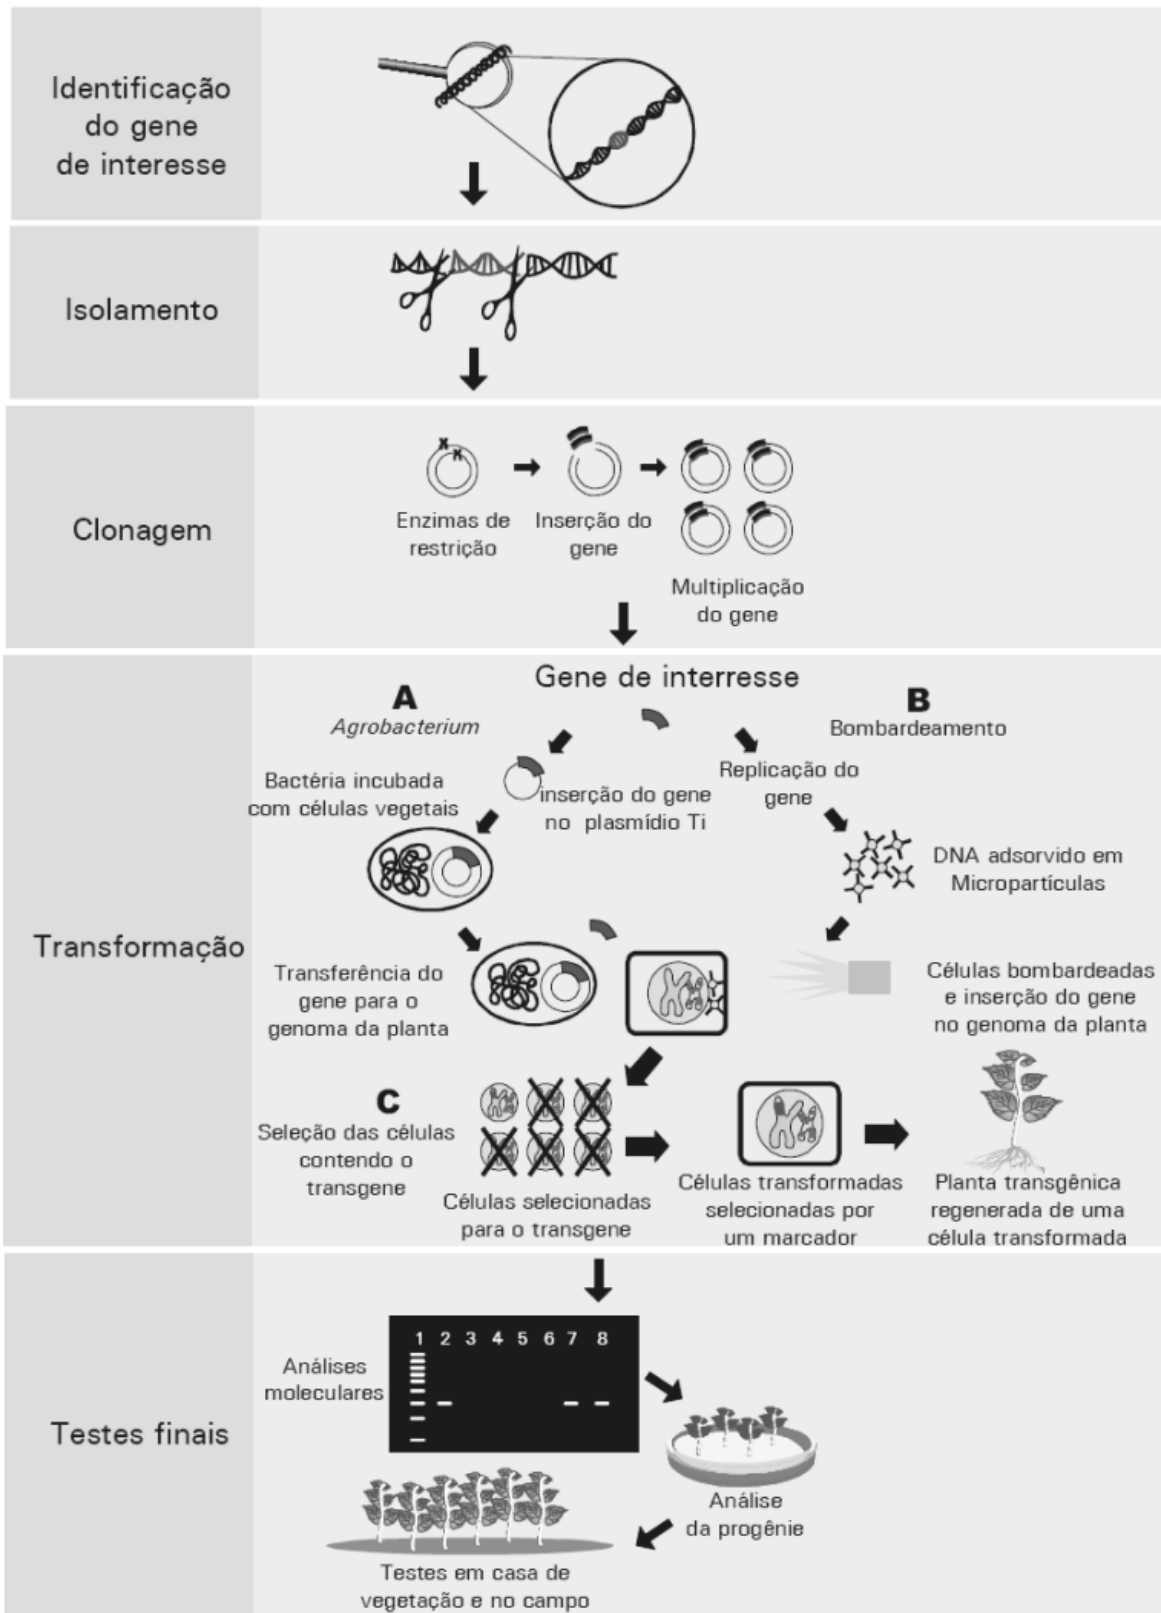 Identificação
do gene
de interesse
Isolamento
Clonagem
Enzimas de
restrição
Inserção do
gene
Multiplicação
do gene
Transformação
Gene de interresse
A
Agrobacterium
B
Bombardeamento
Bactéria incubada
com células vegetais
inserção do gene
no plasmídio Ti
Replicação do
gene
DNA adsorvido em
Micropartículas
Transferência do
gene para o
genoma da planta
Células bombardeadas
e inserção do gene
no genoma da planta
C
Seleção das células
contendo o
transgene
Células selecionadas
para o transgene
Células transformadas
selecionadas por
um marcador
Planta transgênica
regenerada de uma
célula transformada
Testes finais
Análises
moleculares
1 2 3 4 5 6 7 8
Análise
da progênie
Testes em casa de
vegetação e no campo